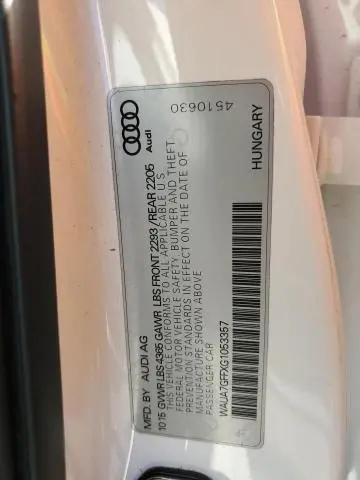 Audi
4510630
MFD. BY AUDI AG
10/15 GVWR LBS 4365 GAWR LBS FRONT 2293 / REAR 2205
THIS VEHICLE CONFORMS TO ALL APPLICABLE U S
FEDERAL MOTOR VEHICLE SAFETY, BUMPER AND THEFT
PREVENTION STANDARDS IN EFFECT ON THE DATE OF
MANUFACTURE SHOWN ABOVE
PASSENGER CAR
WAUA7GFFXG1053357
HUNGARY